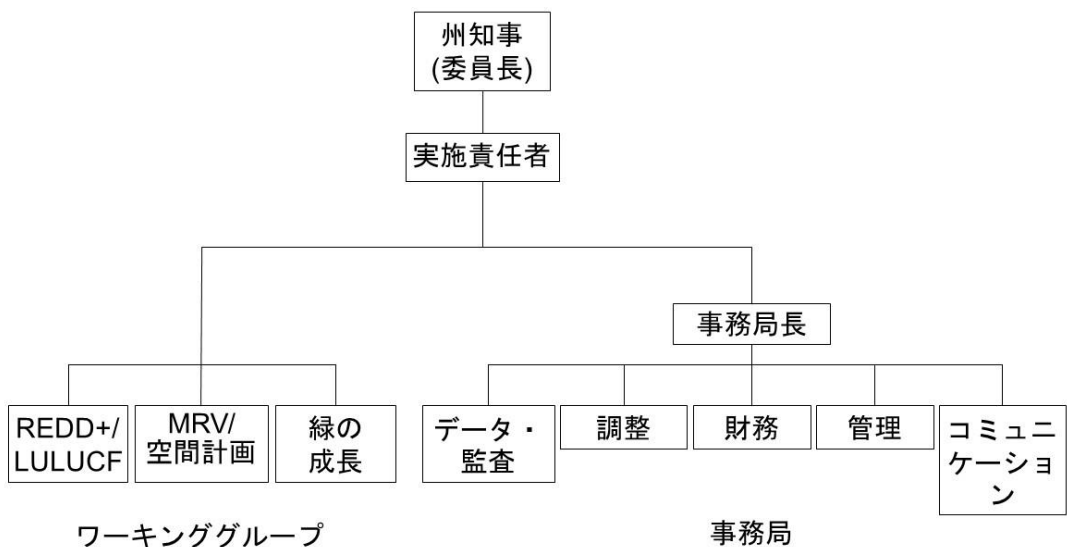 州知事
(委員長)
実施責任者
事務局長
REDD+/
LULUCF
MRV/
空間計画
緑の
成長
データ・
監査
調整
財務
管理
コミュニ
ケーショ
ン
ワーキンググループ
事務局